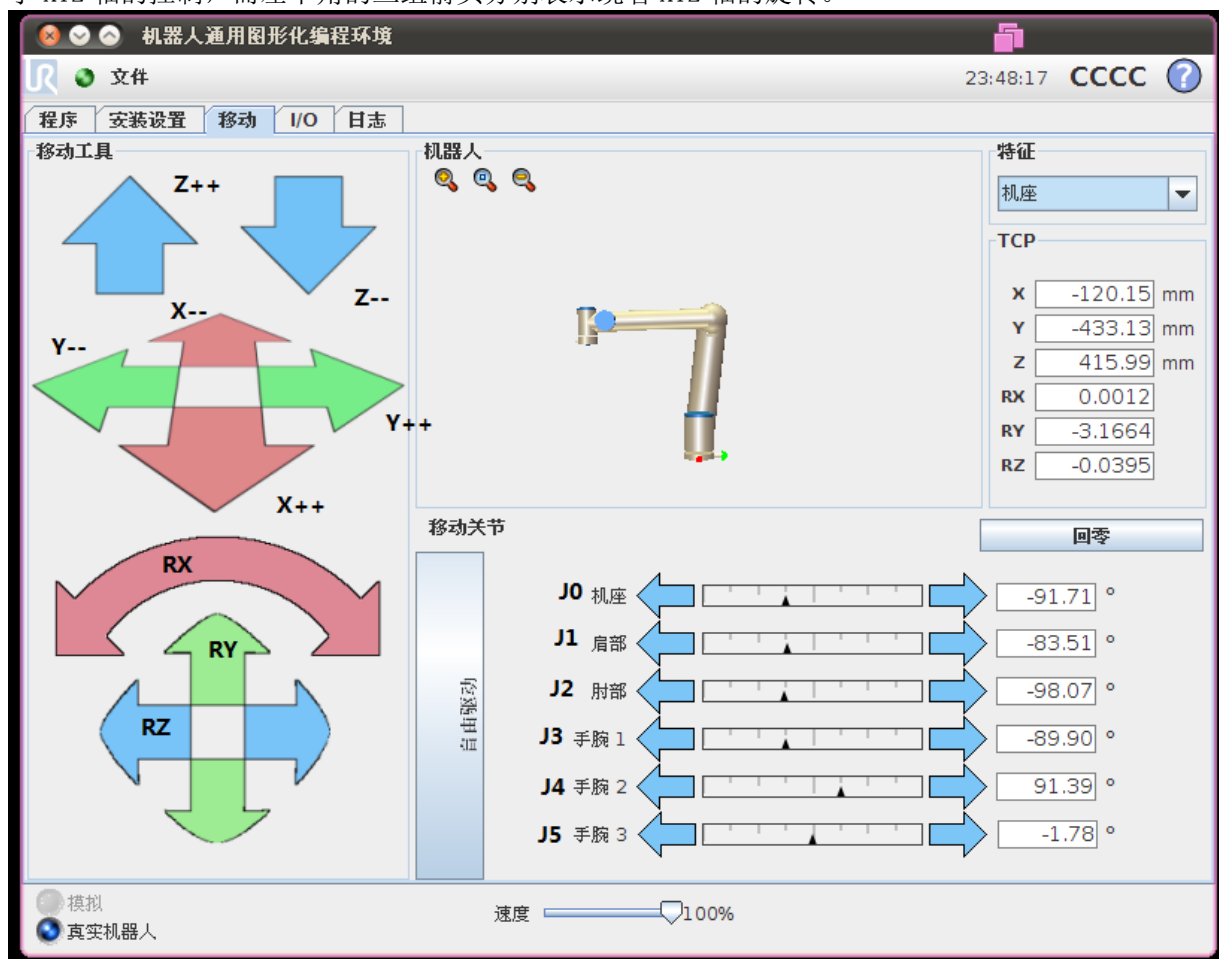 机器人通用图形化编程环境
UR 文件 23:48:17 CCCC ?
程序 安装设置 移动 I/O 日志
移动工具
Z++
Z--
X--
Y--
Y++
X++
RX
RY
RZ
机器人
特征
机座
TCP
X -120.15 mm
Y -433.13 mm
Z 415.99 mm
RX 0.0012
RY -3.1664
RZ -0.0395
移动关节
回零
自由驱动
J0 机座 -91.71 °
J1 肩部 -83.51 °
J2 肘部 -98.07 °
J3 手腕 1 -89.90 °
J4 手腕 2 91.39 °
J5 手腕 3 -1.78 °
模拟
真实机器人
速度 100%